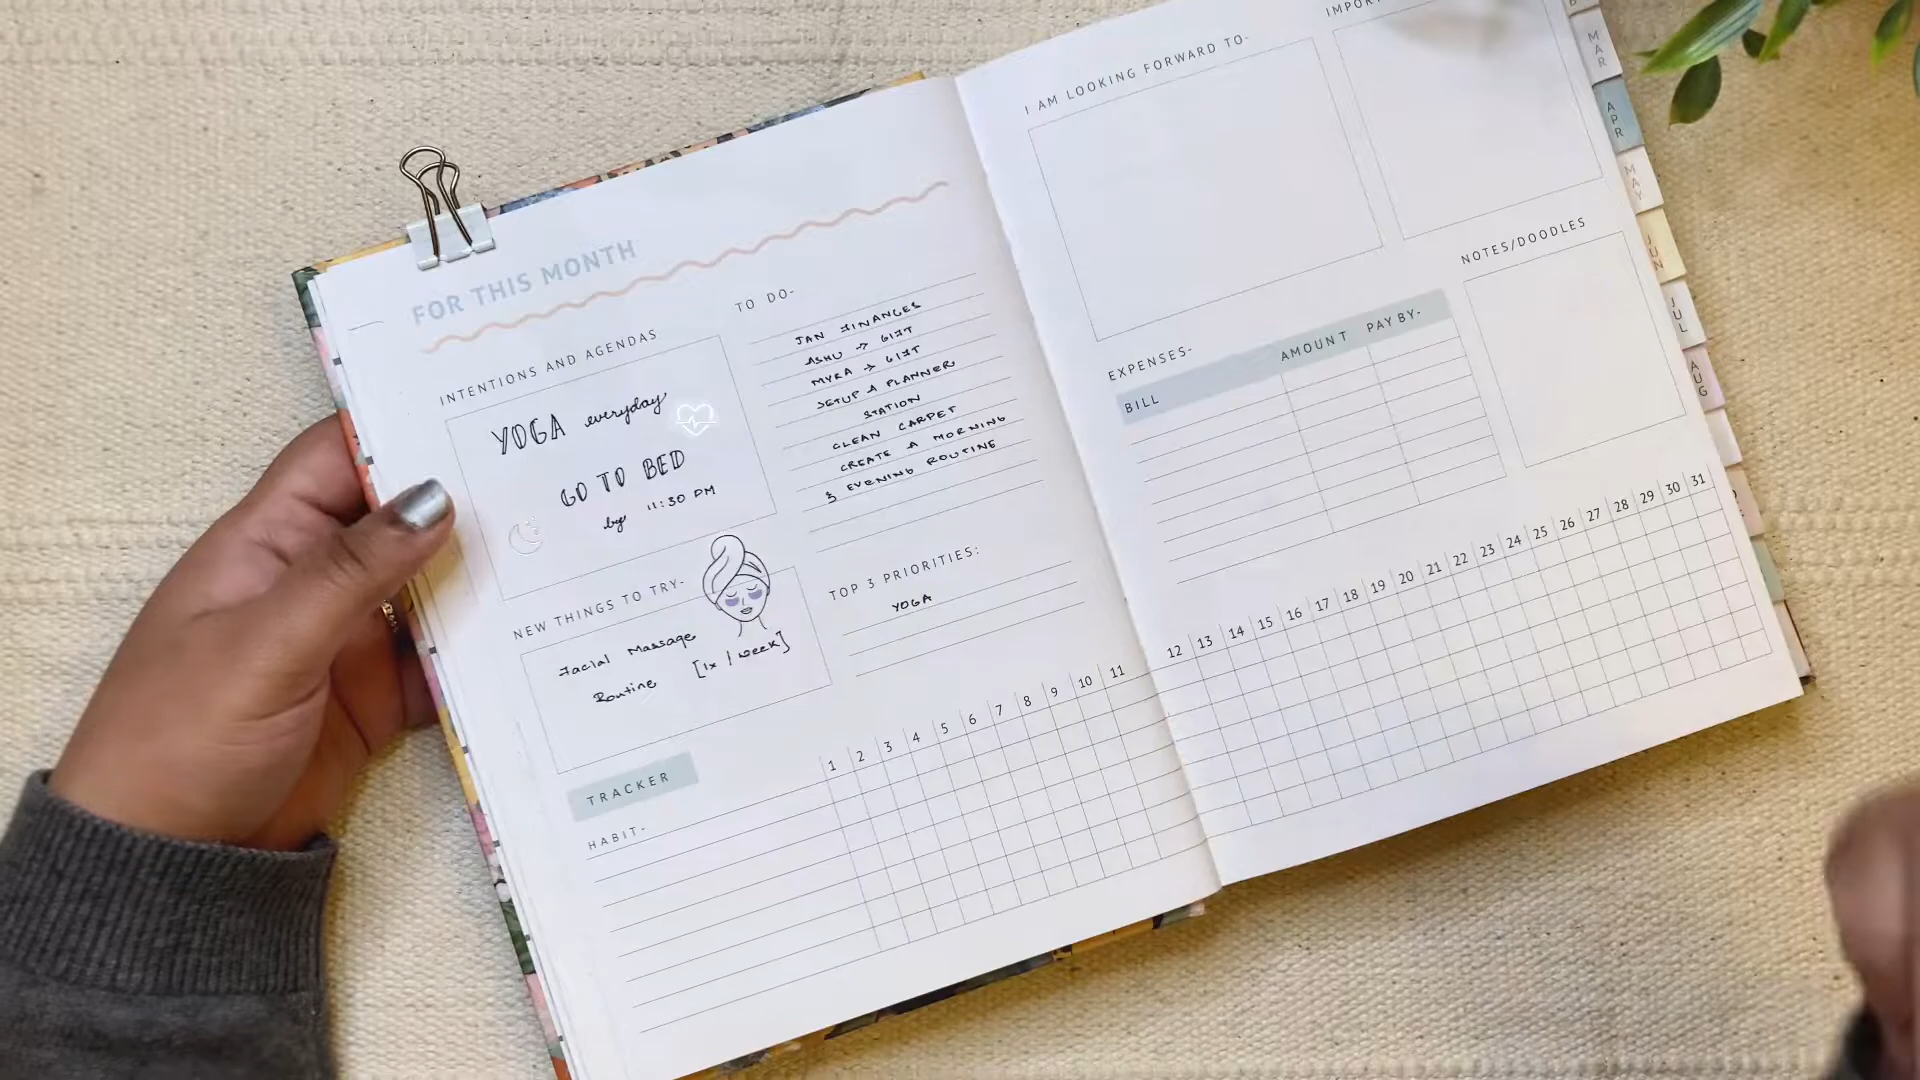 FOR THIS MONTH
INTENTIONS AND AGENDAS
YOGA everyday
GO TO BED
by 11:30 PM
NEW THINGS TO TRY-
Facial Massage
Routine [1x / week]
TO DO-
JAN FINANCES
ASHU → GIFT
MYRA → GIFT
SETUP A PLANNER
STATION
CLEAN CARPET
CREATE A MORNING
& EVENING ROUTINE
TOP 3 PRIORITIES:
YOGA
TRACKER
HABIT-
1 2 3 4 5 6 7 8 9 10 11
I AM LOOKING FORWARD TO-
EXPENSES-
BILL AMOUNT PAY BY-
NOTES/DOODLES
12 13 14 15 16 17 18 19 20 21 22 23 24 25 26 27 28 29 30 31
MAR
APR
MAY
JUN
JUL
AUG